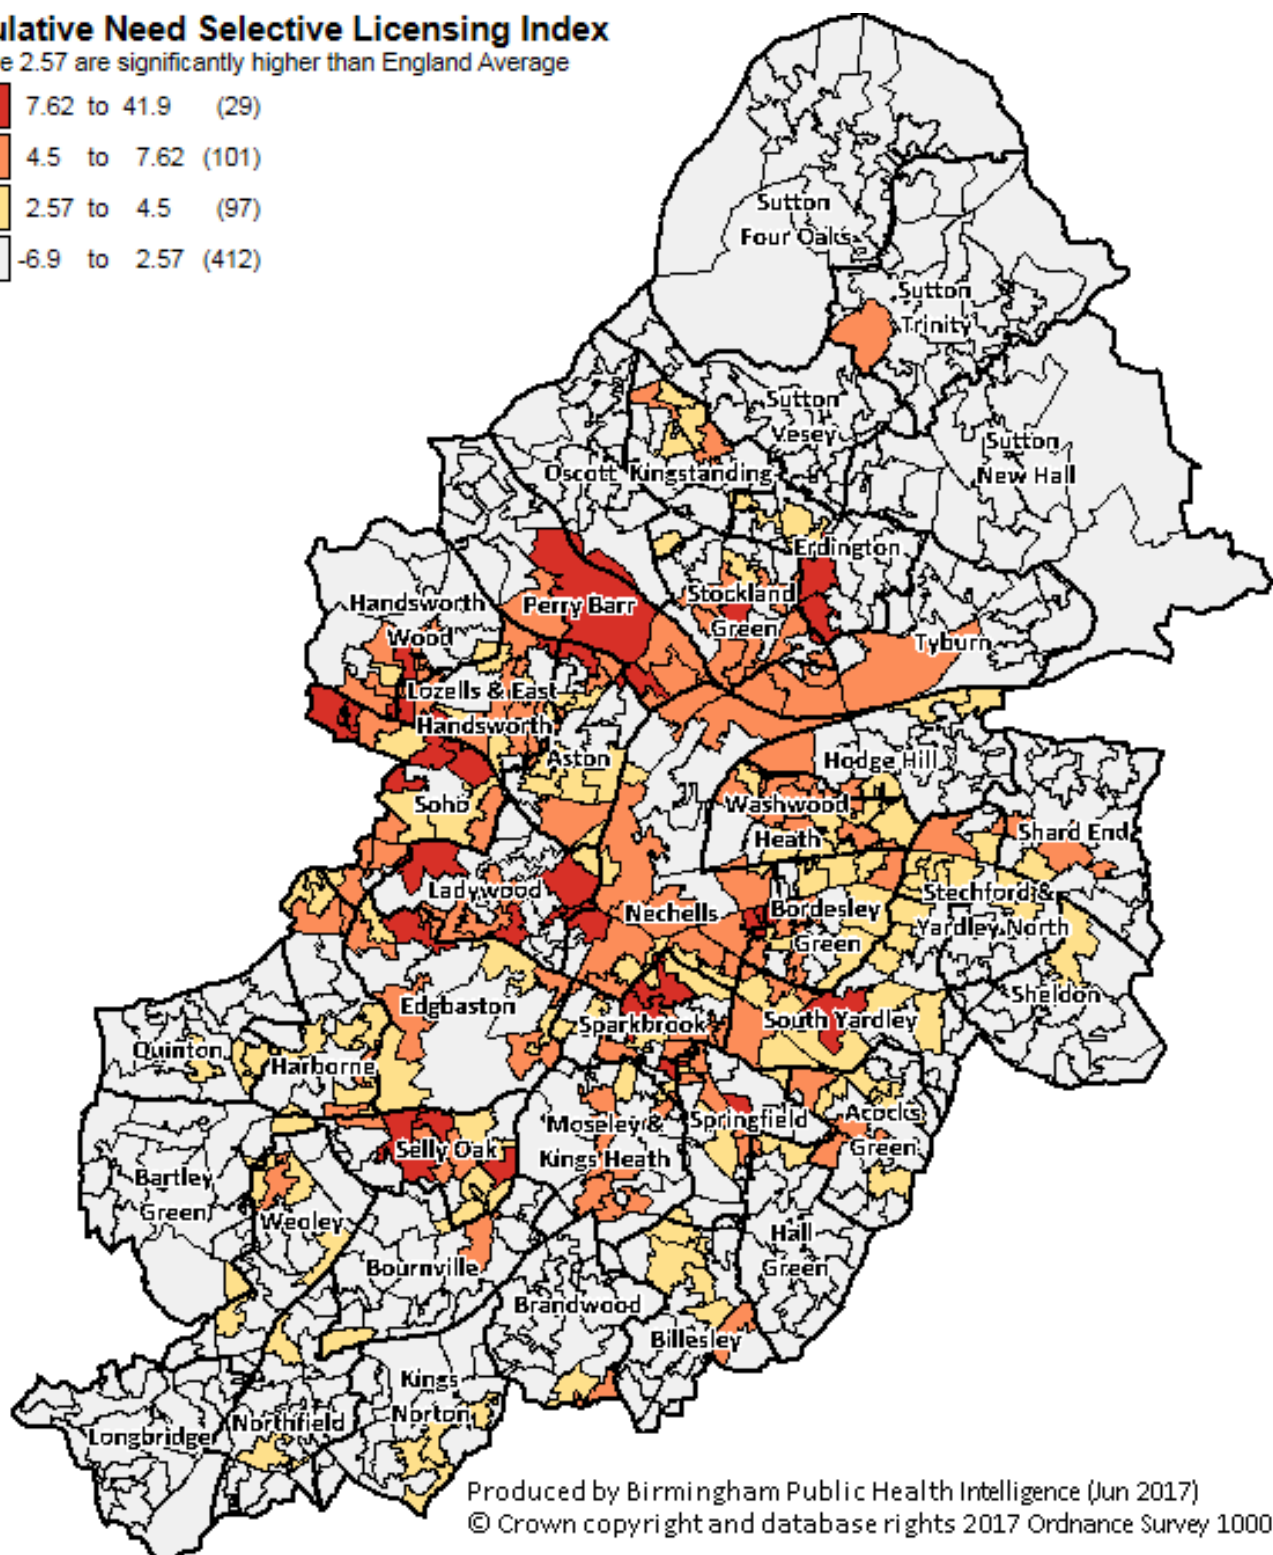 ulative Need Selective Licensing Index
e 2.57 are significantly higher than England Average
7.62 to 41.9 (29)
4.5 to 7.62 (101)
2.57 to 4.5 (97)
-6.9 to 2.57 (412)
Sutton
Four Oaks
Sutton
Trinity
Sutton
Vesey
Sutton
New Hall
Oscott
Kingstanding
Erdington
Handsworth
Wood
Perry Barr
Stockland
Green
Tyburn
Lozells & East
Handsworth
Aston
Hodge Hill
Soho
Washwood
Heath
Shard End
Ladywood
Nechells
Bordesley
Green
Stechford &
Yardley North
Edgbaston
Sparkbrook
South Yardley
Sheldon
Quinton
Harborne
Selly Oak
Moseley &
Kings Heath
Springfield
Acocks
Green
Bartley
Green
Weoley
Bournville
Hall
Green
Brandwood
Billesley
Kings
Norton
Longbridge
Northfield
Produced by Birmingham Public Health Intelligence (Jun 2017)
© Crown copyright and database rights 2017 Ordnance Survey 1000